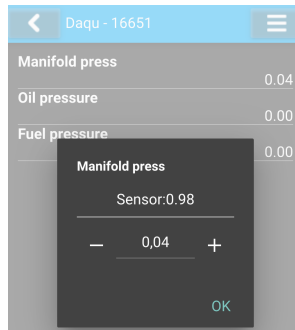 Daqu - 16651
Manifold press
0.04
Oil pressure
0.00
Fuel pressure
0.00
Manifold press
Sensor:0.98
− 0,04 +
OK